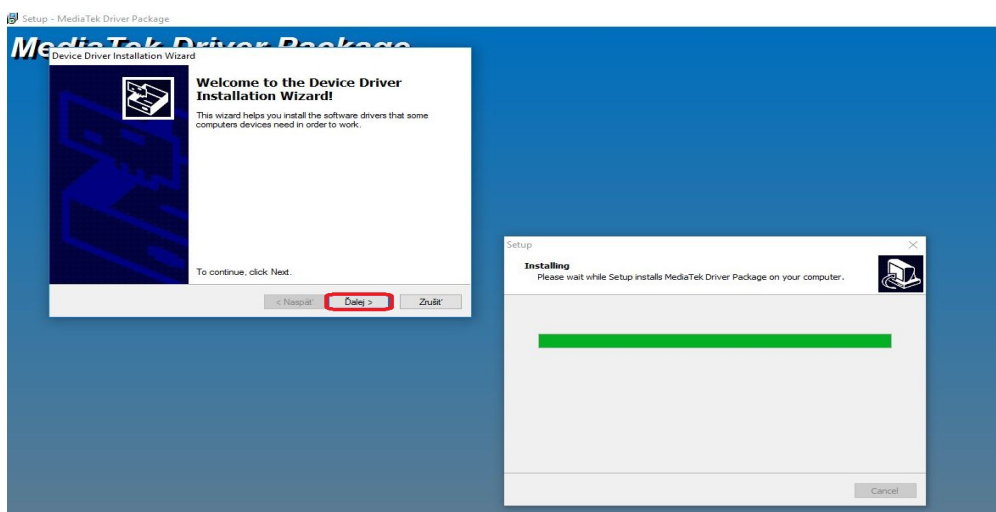 Setup - MediaTek Driver Package
MediaTek Driver Package
Device Driver Installation Wizard
Welcome to the Device Driver
Installation Wizard!
This wizard helps you install the software drivers that some
computers devices need in order to work.
To continue, click Next.
< Naspäť Ďalej > Zrušiť
Setup
Installing
Please wait while Setup installs MediaTek Driver Package on your computer.
Cancel